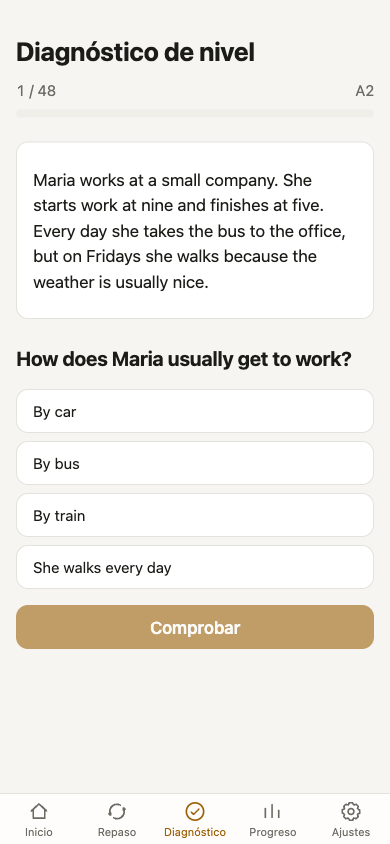 Diagnóstico de nivel
1 / 48
A2
Maria works at a small company. She
starts work at nine and finishes at five.
Every day she takes the bus to the office,
but on Fridays she walks because the
weather is usually nice.
How does Maria usually get to work?
By car
By bus
By train
She walks every day
Comprobar
Inicio
Repaso
Diagnóstico
Progreso
Ajustes